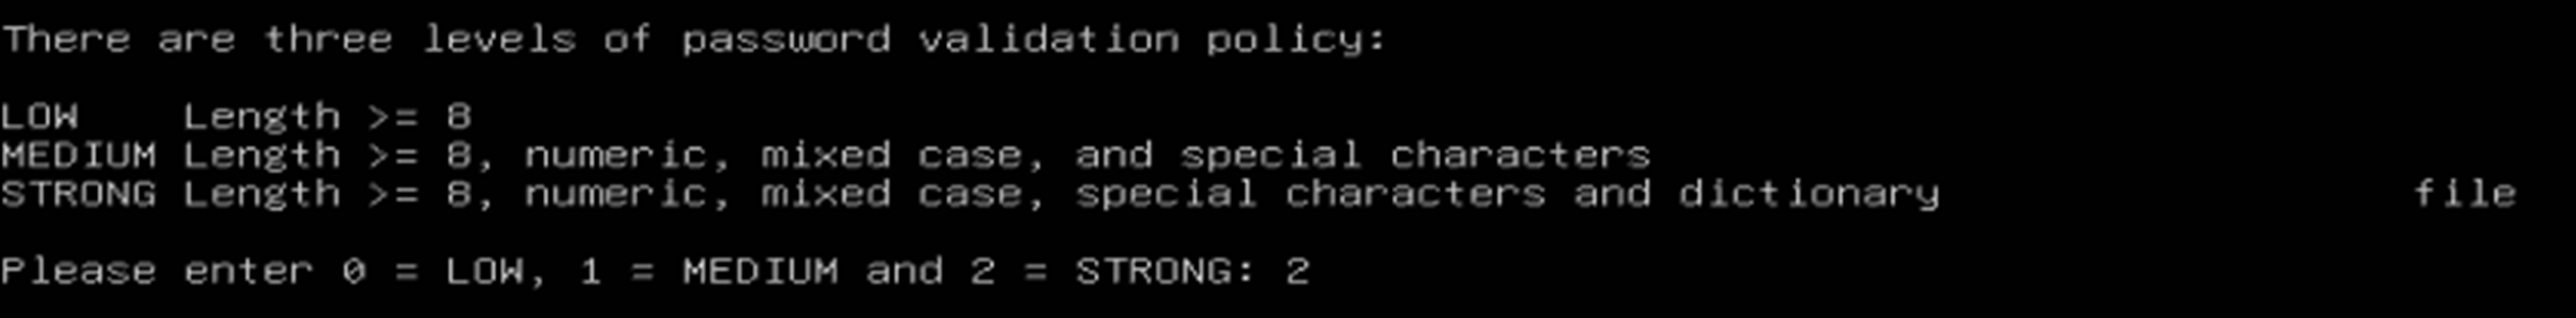 There are three levels of password validation policy:
LOW    Length >= 8
MEDIUM Length >= 8, numeric, mixed case, and special characters
STRONG Length >= 8, numeric, mixed case, special characters and dictionary                  file
Please enter 0 = LOW, 1 = MEDIUM and 2 = STRONG: 2